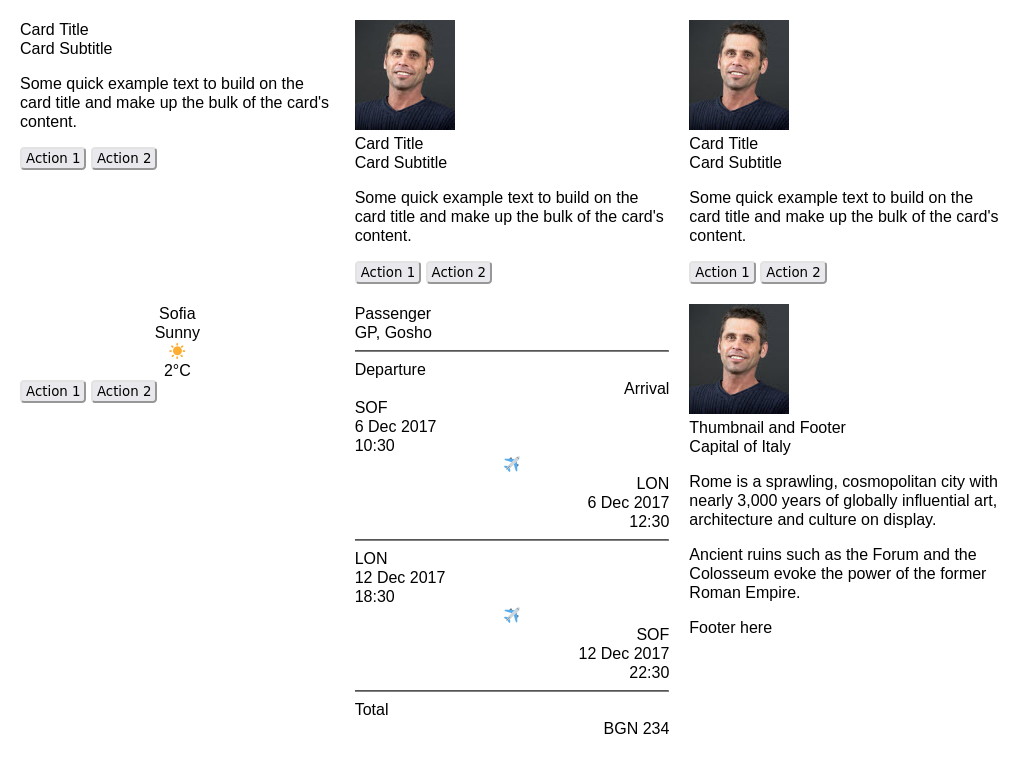 Card Title
Card Subtitle
Some quick example text to build on the
card title and make up the bulk of the card's
content.
Action 1 Action 2
Card Title
Card Subtitle
Some quick example text to build on the
card title and make up the bulk of the card's
content.
Action 1 Action 2
Card Title
Card Subtitle
Some quick example text to build on the
card title and make up the bulk of the card's
content.
Action 1 Action 2
Sofia
Sunny
2°C
Action 1 Action 2
Passenger
GP, Gosho
Departure
Arrival
SOF
6 Dec 2017
10:30
LON
6 Dec 2017
12:30
LON
12 Dec 2017
18:30
SOF
12 Dec 2017
22:30
Total
BGN 234
Thumbnail and Footer
Capital of Italy
Rome is a sprawling, cosmopolitan city with
nearly 3,000 years of globally influential art,
architecture and culture on display.
Ancient ruins such as the Forum and the
Colosseum evoke the power of the former
Roman Empire.
Footer here